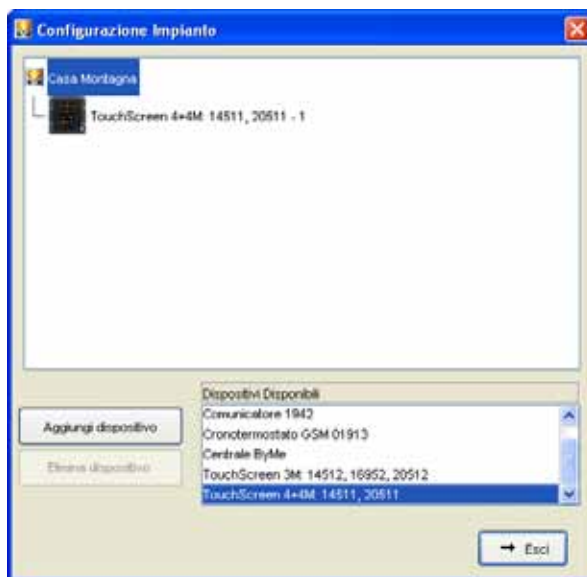 Configurazione Impianto
Casa Montagna
TouchScreen 4+4M: 14511, 20511 - 1
Dispositivi Disponibili
Comunicatore 1942
Cronotermostato GSM 01913
Centrale ByMe
TouchScreen 3M: 14512, 16952, 20512
TouchScreen 4+4M: 14511, 20511
Aggiungi dispositivo
Elimina dispositivo
Esci